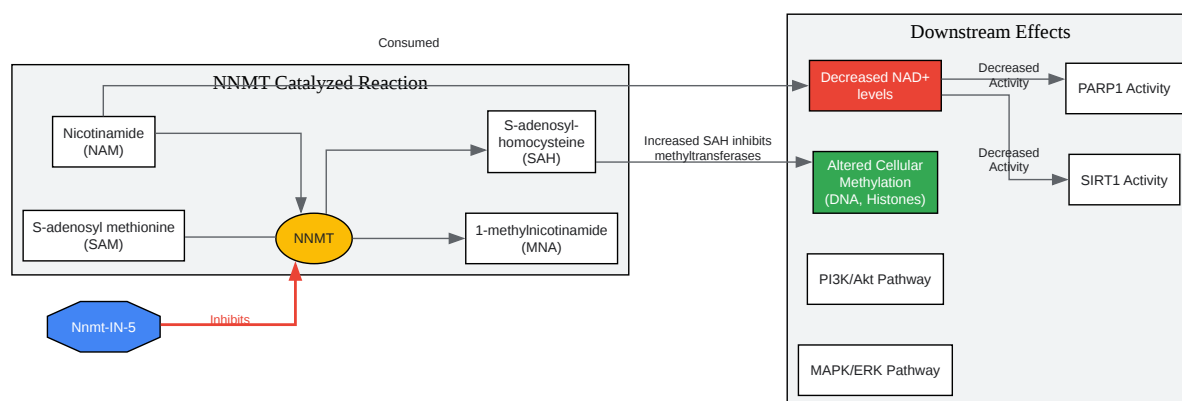 Downstream Effects
Consumed
NNMT Catalyzed Reaction
Decreased NAD+
levels
Decreased
Activity
PARP1 Activity
Nicotinamide
(NAM)
S-adenosyl-
homocysteine
(SAH)
Increased SAH inhibits
methyltransferases
Altered Cellular
Methylation
(DNA, Histones)
Decreased
Activity
SIRT1 Activity
S-adenosyl methionine
(SAM)
NNMT
1-methylnicotinamide
(MNA)
PI3K/Akt Pathway
Nnmt-IN-5
Inhibits
MAPK/ERK Pathway